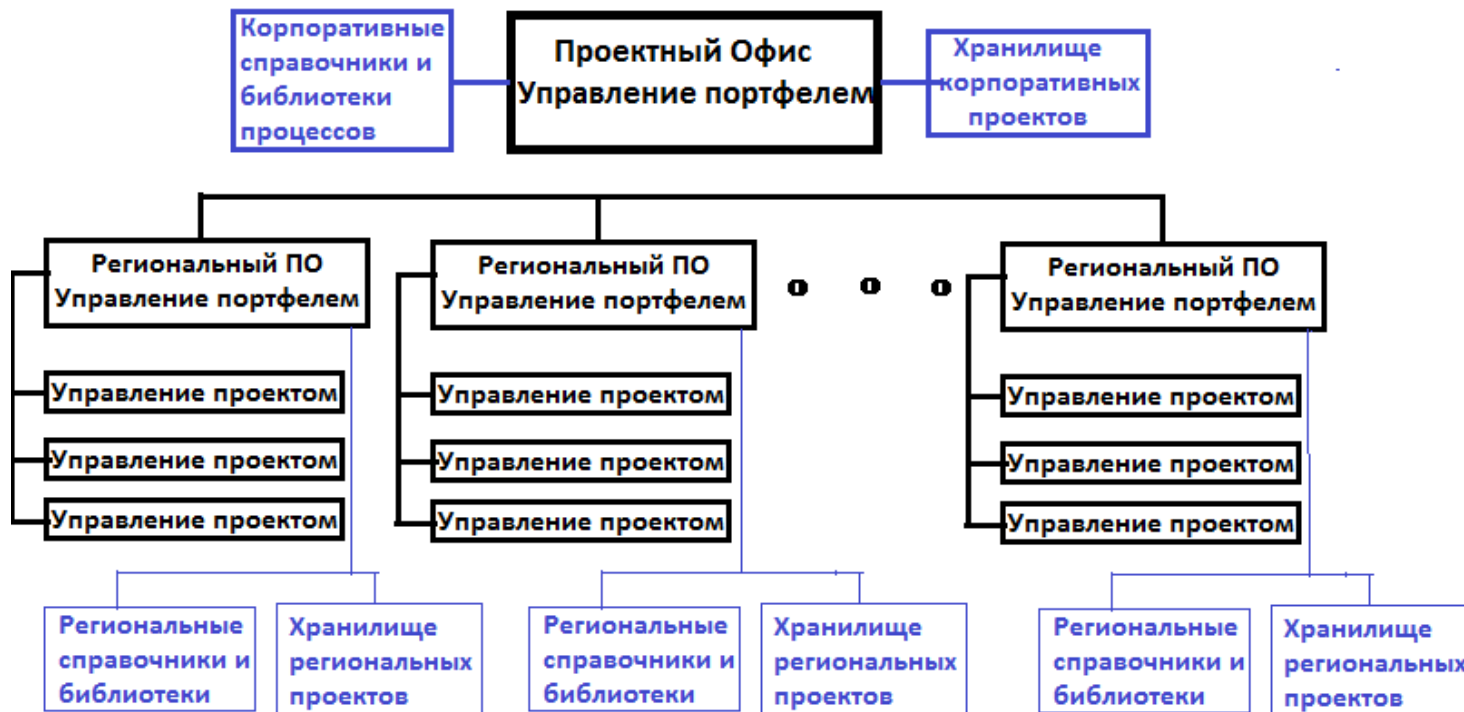 Корпоративные
справочники и
библиотеки
процессов
Проектный Офис
Управление портфелем
Хранилище
корпоративных
проектов
Региональный ПО
Управление портфелем
Региональный ПО
Управление портфелем
Региональный ПО
Управление портфелем
Управление проектом
Управление проектом
Управление проектом
Управление проектом
Управление проектом
Управление проектом
Управление проектом
Управление проектом
Управление проектом
Региональные
справочники и
библиотеки
Хранилище
региональных
проектов
Региональные
справочники и
библиотеки
Хранилище
региональных
проектов
Региональные
справочники и
библиотеки
Хранилище
региональных
проектов